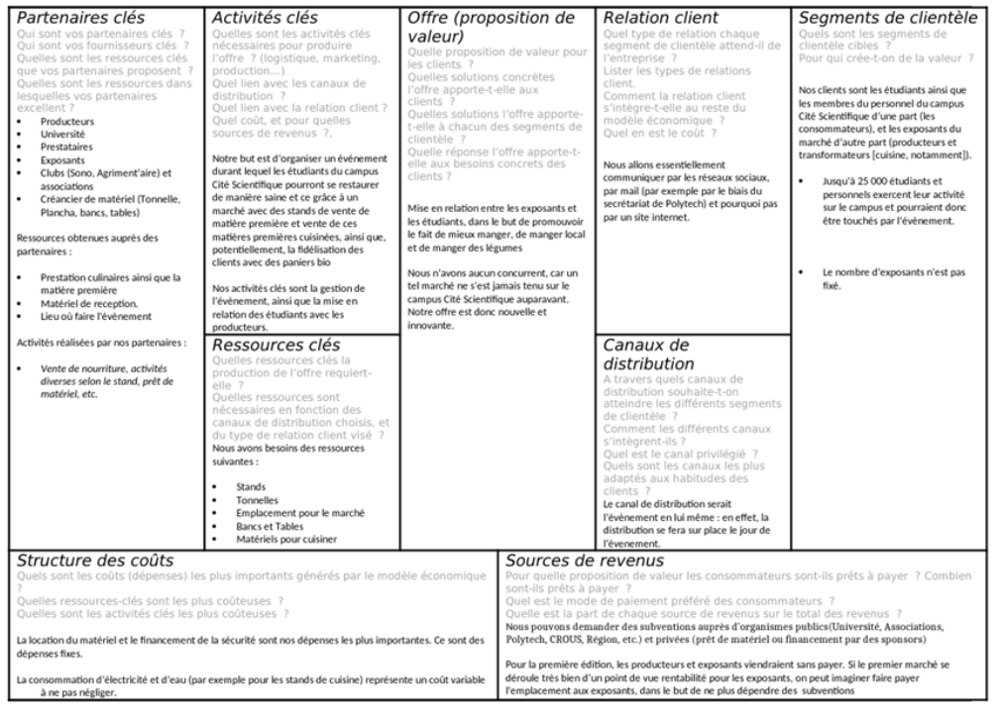 Partenaires clés
Qui sont vos partenaires clés ?
Qui sont vos fournisseurs clés ?
Quelles sont les ressources clés
que vos partenaires proposent ?
Quelles sont les ressources dans
lesquelles vos partenaires
excellent ?
• Producteurs
• Université
• Prestataires
• Exposants
• Clubs (Sono, Agriment'aire) et
associations
• Créancier de matériel (Tonnelle,
Plancha, bancs, tables)
Ressources obtenues auprès des
partenaires :
• Prestation culinaires ainsi que la
matière première
• Matériel de reception.
• Lieu où faire l'évènement
Activités réalisées par nos partenaires :
• Vente de nourriture, activités
diverses selon le stand, prêt de
matériel, etc.
Activités clés
Quelles sont les activités clés
nécessaires pour produire
l'offre ? (logistique, marketing,
production...)
Quel lien avec les canaux de
distribution ?
Quel lien avec la relation client ?
Quel coût, et pour quelles
sources de revenus ?,
Notre but est d'organiser un événement
durant lequel les étudiants du campus
Cité Scientifique pourront se restaurer
de manière saine et ce grâce à un
marché avec des stands de vente de
matière première et vente de ces
matières premières cuisinées, ainsi que,
potentiellement, la fidélisation des
clients avec des paniers bio
Nos activités clés sont la gestion de
l'évènement, ainsi que la mise en
relation des étudiants avec les
producteurs.
Ressources clés
Quelles ressources clés la
production de l'offre requiert-
elle ?
Quelles ressources sont
nécessaires en fonction des
canaux de distribution choisis, et
du type de relation client visé ?
Nous avons besoins des ressources
suivantes :
• Stands
• Tonnelles
• Emplacement pour le marché
• Bancs et Tables
• Matériels pour cuisiner
Offre (proposition de
valeur)
Quelle proposition de valeur pour
les clients ?
Quelles solutions concrètes
l'offre apporte-t-elle aux
clients ?
Quelles solutions l'offre apporte-
t-elle à chacun des segments de
clientèle ?
Quelle réponse l'offre apporte-t-
elle aux besoins concrets des
clients ?
Mise en relation entre les exposants et
les étudiants, dans le but de promouvoir
le fait de mieux manger, de manger local
et de manger des légumes
Nous n'avons aucun concurrent, car un
tel marché ne s'est jamais tenu sur le
campus Cité Scientifique auparavant.
Notre offre est donc nouvelle et
innovante.
Relation client
Quel type de relation chaque
segment de clientèle attend-il de
l'entreprise ?
Lister les types de relations
client.
Comment la relation client
s'intègre-t-elle au reste du
modèle économique ?
Quel en est le coût ?
Nous allons essentiellement
communiquer par les réseaux sociaux,
par mail (par exemple par le biais du
secrétariat de Polytech) et pourquoi pas
par un site internet.
Canaux de
distribution
A travers quels canaux de
distribution souhaite-t-on
atteindre les différents segments
de clientèle ?
Comment les différents canaux
s'intègrent-ils ?
Quel est le canal privilégié ?
Quels sont les canaux les plus
adaptés aux habitudes des
clients ?
Le canal de distribution serait
l'évènement en lui même : en effet, la
distribution se fera sur place le jour de
l'évenement.
Segments de clientèle
Quels sont les segments de
clientèle cibles ?
Pour qui crée-t-on de la valeur ?
Nos clients sont les étudiants ainsi que
les membres du personnel du campus
Cité Scientifique d'une part (les
consommateurs), et les exposants du
marché d'autre part (producteurs et
transformateurs [cuisine, notamment]).
• Jusqu'à 25 000 étudiants et
personnels exercent leur activité
sur le campus et pourraient donc
être touchés par l'évènement.
• Le nombre d'exposants n'est pas
fixé.
Structure des coûts
Quels sont les coûts (dépenses) les plus importants générés par le modèle économique
?
Quelles ressources-clés sont les plus coûteuses ?
Quelles sont les activités clés les plus coûteuses ?
La location du matériel et le financement de la sécurité sont nos dépenses les plus importantes. Ce sont des
dépenses fixes.
La consommation d'électricité et d'eau (par exemple pour les stands de cuisine) représente un coût variable
à ne pas négliger.
Sources de revenus
Pour quelle proposition de valeur les consommateurs sont-ils prêts à payer ? Combien
sont-ils prêts à payer ?
Quel est le mode de paiement préféré des consommateurs ?
Quelle est la part de chaque source de revenus sur le total des revenus ?
Nous pouvons demander des subventions auprès d'organismes publics(Université, Associations,
Polytech, CROUS, Région, etc.) et privées (prêt de matériel ou financement par des sponsors)
Pour la première édition, les producteurs et exposants viendraient sans payer. Si le premier marché se
déroule très bien d'un point de vue rentabilité pour les exposants, on peut imaginer faire payer
l'emplacement aux exposants, dans le but de ne plus dépendre des subventions